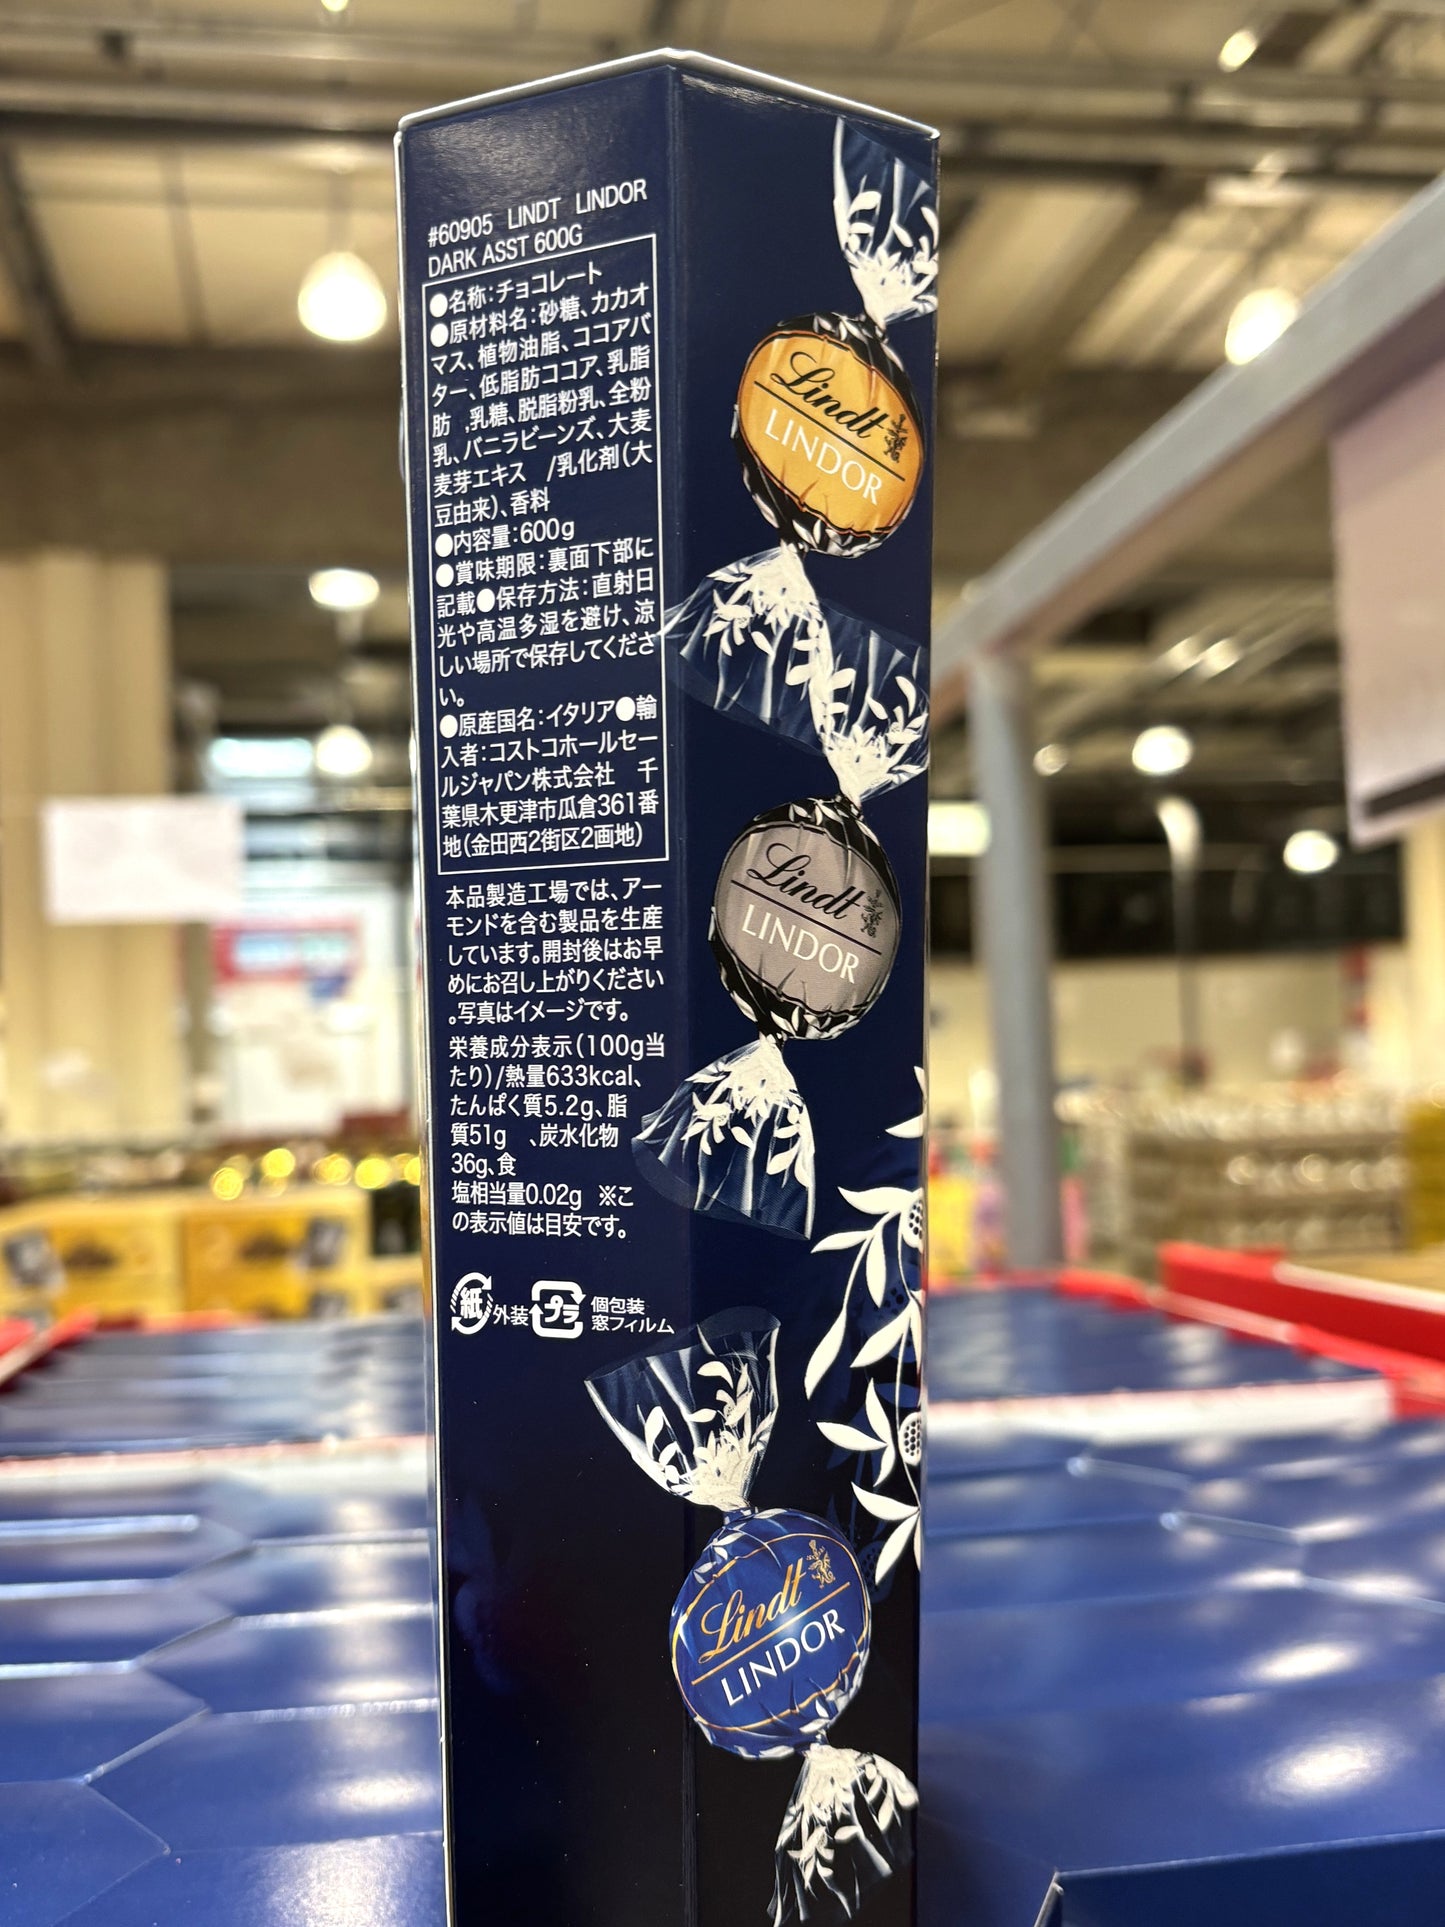 #60905 LINDT LINDOR
DARK ASST 600G
●名称:チョコレート
●原材料名:砂糖、カカオ
マス、植物油脂、ココアバ
ター、低脂肪ココア、乳脂
肪 ,乳糖、脱脂粉乳、全粉
乳、バニラビーンズ、大麦
麦芽エキス /乳化剤(大
豆由来)、香料
●内容量:600g
●賞味期限:裏面下部に
記載●保存方法:直射日
光や高温多湿を避け、涼
しい場所で保存してくださ
い。
●原産国名:イタリア●輸
入者:コストコホールセー
ルジャパン株式会社 千
葉県木更津市瓜倉361番
地(金田西2街区2画地)
本品製造工場では、アー
モンドを含む製品を生産
しています。開封後はお早
めにお召し上がりください
。写真はイメージです。
栄養成分表示(100g当
たり)/熱量633kcal、
たんぱく質5.2g、脂
質51g 、炭水化物
36g、食
塩相当量0.02g ※こ
の表示値は目安です。
紙 外装 プラ 個包装
窓フィルム
Lindt
LINDOR
Lindt
LINDOR
Lindt
LINDOR